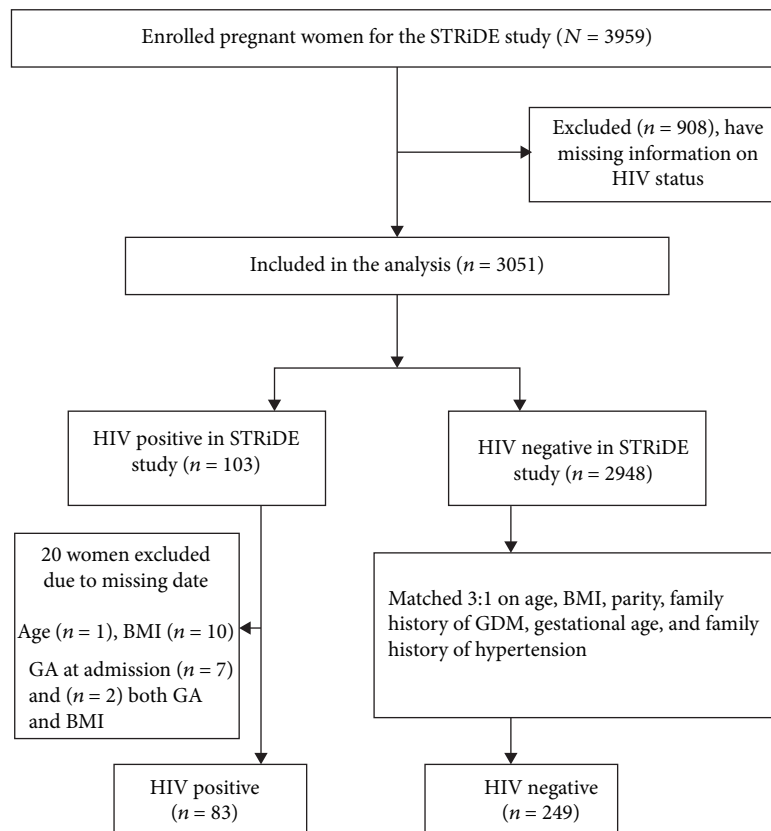 Enrolled pregnant women for the STRiDE study (N = 3959)
Excluded (n = 908), have
missing information on
HIV status
Included in the analysis (n = 3051)
HIV positive in STRiDE
study (n = 103)
HIV negative in STRiDE
study (n = 2948)
20 women excluded
due to missing date
Age (n = 1), BMI (n = 10)
GA at admission (n = 7)
and (n = 2) both GA
and BMI
Matched 3:1 on age, BMI, parity, family
history of GDM, gestational age, and family
history of hypertension
HIV positive
(n = 83)
HIV negative
(n = 249)